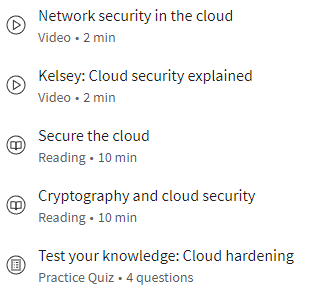 Network security in the cloud
Video • 2 min
Kelsey: Cloud security explained
Video • 2 min
Secure the cloud
Reading • 10 min
Cryptography and cloud security
Reading • 10 min
Test your knowledge: Cloud hardening
Practice Quiz • 4 questions